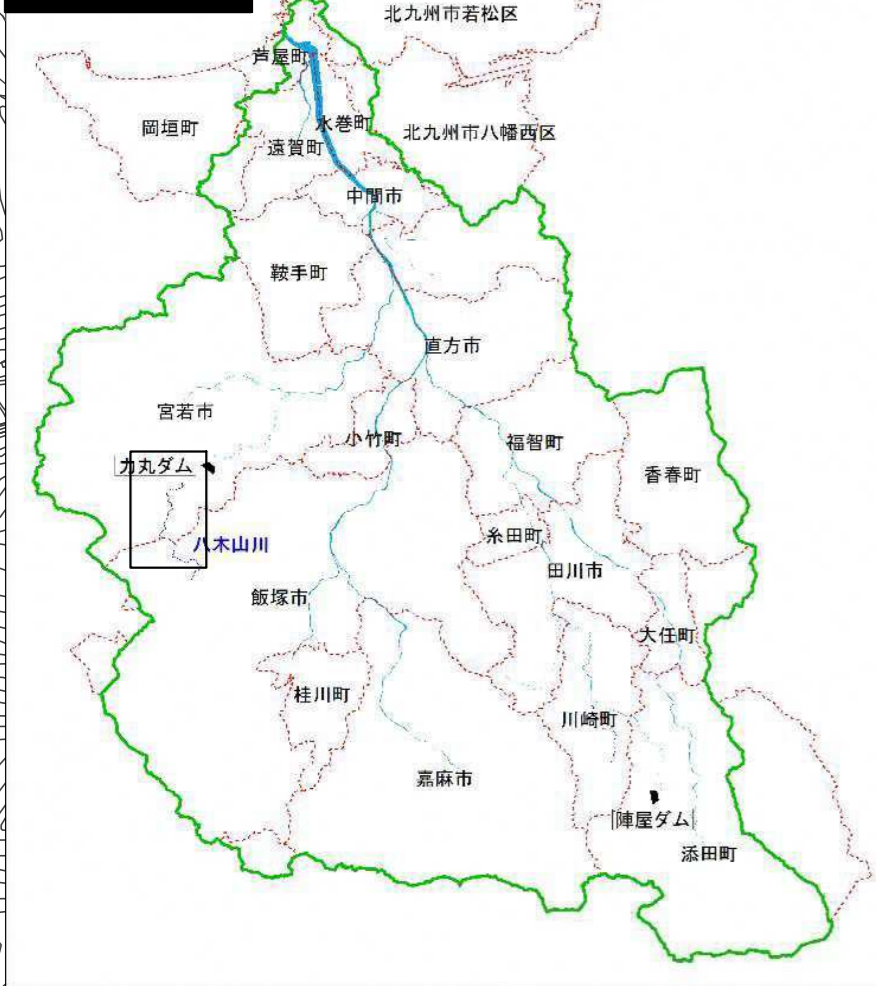 北九州市若松区
芦屋町
岡垣町
水巻町
北九州市八幡西区
遠賀町
中間市
鞍手町
直方市
宮若市
小竹町
福智町
力丸ダム
香春町
糸田町
八木山川
田川市
飯塚市
大任町
桂川町
川崎町
嘉麻市
陣屋ダム
添田町